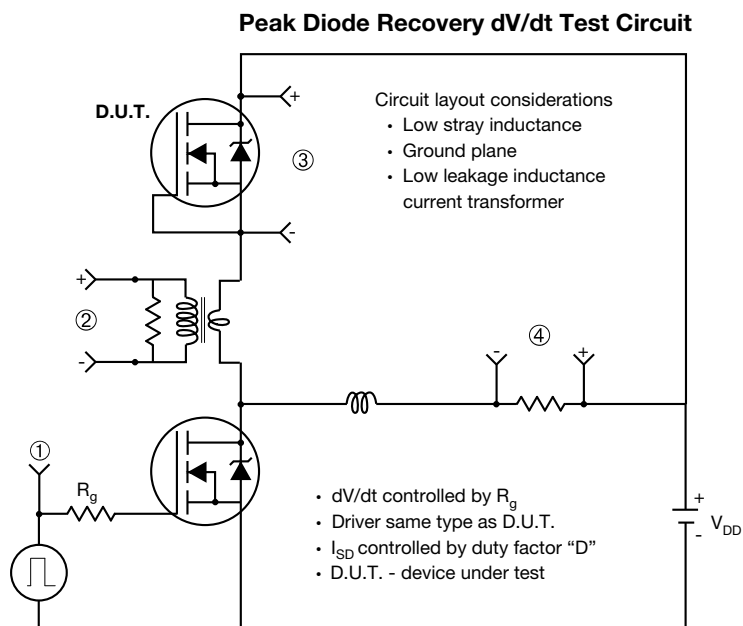 Peak Diode Recovery dV/dt Test Circuit
D.U.T.
+
-
③
Circuit layout considerations
• Low stray inductance
• Ground plane
• Low leakage inductance
current transformer
+
②
-
-
④
+
①
Rg
• dV/dt controlled by Rg
• Driver same type as D.U.T.
• ISD controlled by duty factor “D”
• D.U.T. - device under test
+
-
VDD